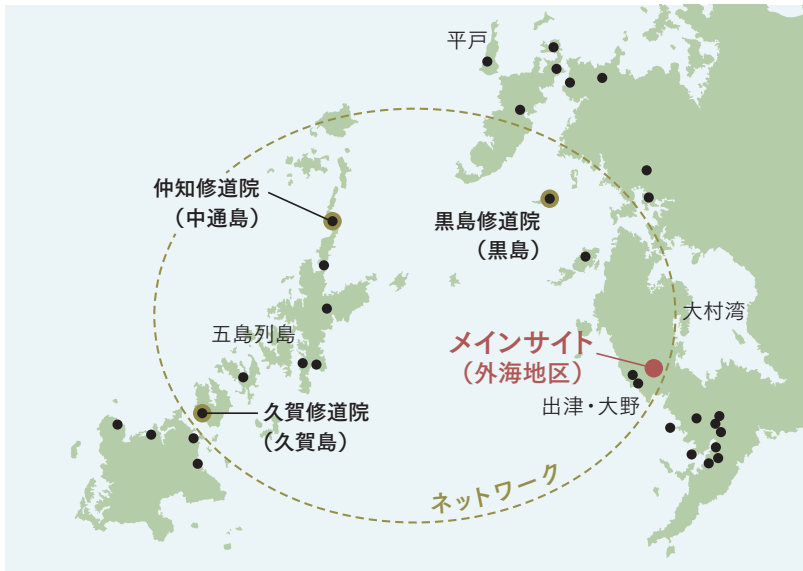 平戸
仲知修道院
（中通島）
黒島修道院
（黒島）
大村湾
五島列島
メインサイト
（外海地区）
出津・大野
久賀修道院
（久賀島）
ネットワーク